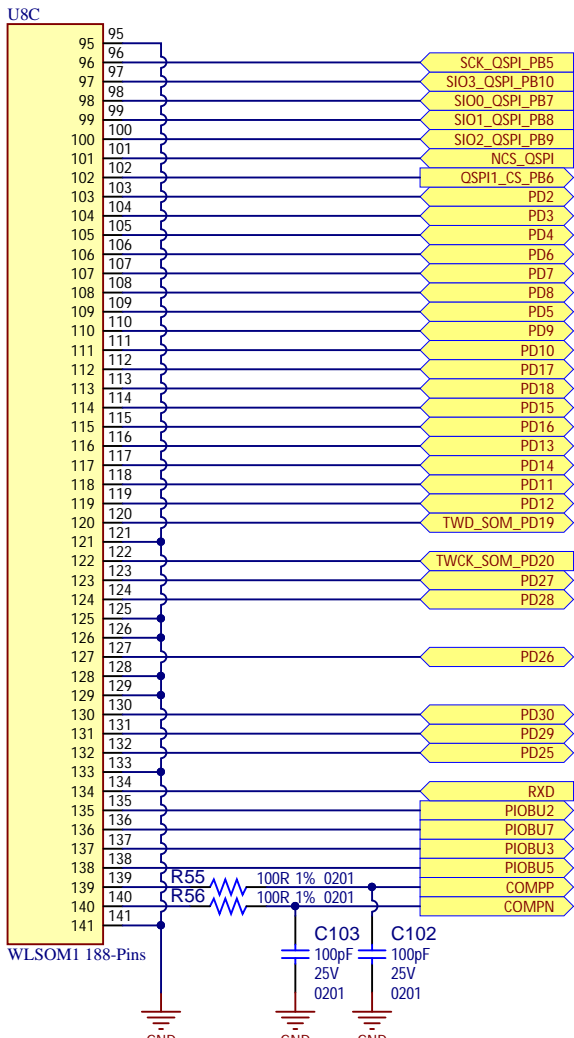 U8C
95 95
96 96 SCK_QSPI_PB5
97 97 SIO3_QSPI_PB10
98 98 SIO0_QSPI_PB7
99 99 SIO1_QSPI_PB8
100 100 SIO2_QSPI_PB9
101 101 NCS_QSPI
102 102 QSPI1_CS_PB6
103 103 PD2
104 104 PD3
105 105 PD4
106 106 PD6
107 107 PD7
108 108 PD8
109 109 PD5
110 110 PD9
111 111 PD10
112 112 PD17
113 113 PD18
114 114 PD15
115 115 PD16
116 116 PD13
117 117 PD14
118 118 PD11
119 119 PD12
120 120 TWD_SOM_PD19
121 121
122 122 TWCK_SOM_PD20
123 123 PD27
124 124 PD28
125 125
126 126
127 127 PD26
128 128
129 129
130 130 PD30
131 131 PD29
132 132 PD25
133 133
134 134 RXD
135 135 PIOBU2
136 136 PIOBU7
137 137 PIOBU3
138 138 PIOBU5
139 139 R55 100R 1% 0201 COMPP
140 140 R56 100R 1% 0201 COMPN
141 141
WLSOM1 188-Pins
C103 C102
100pF 100pF
25V 25V
0201 0201
GND GND GND